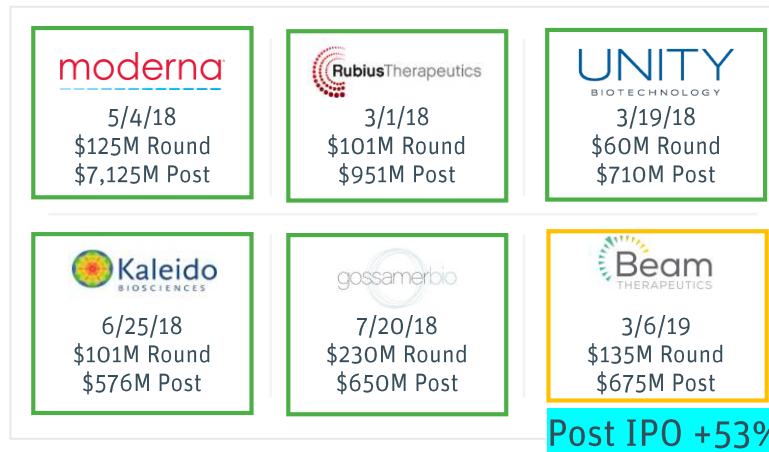 moderna
5/4/18
$125M Round
$7,125M Post
Rubius Therapeutics
3/1/18
$101M Round
$951M Post
UNITY
BIOTECHNOLOGY
3/19/18
$60M Round
$710M Post
Kaleido
BIOSCIENCES
6/25/18
$101M Round
$576M Post
gossamerbio
7/20/18
$230M Round
$650M Post
Beam
THERAPEUTICS
3/6/19
$135M Round
$675M Post
Post IPO +53%